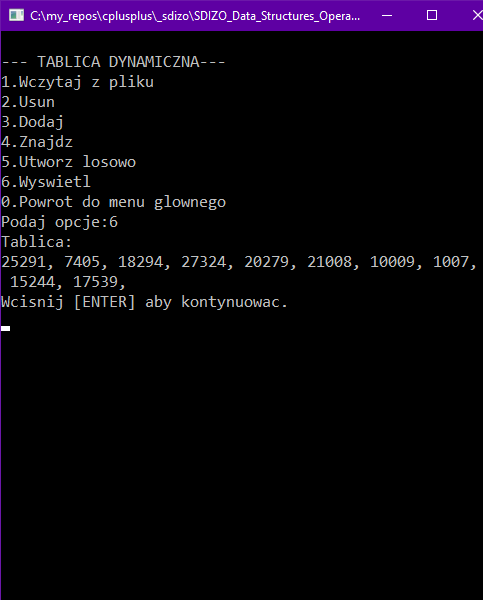 C:\my_repos\cplusplus\_sdizo\SDIZO_Data_Structures_Opera...
--- TABLICA DYNAMICZNA---
1.Wczytaj z pliku
2.Usun
3.Dodaj
4.Znajdz
5.Utworz losowo
6.Wyswietl
0.Powrot do menu glownego
Podaj opcje:6
Tablica:
25291, 7405, 18294, 27324, 20279, 21008, 10009, 1007,
15244, 17539,
Wcisnij [ENTER] aby kontynuowac.